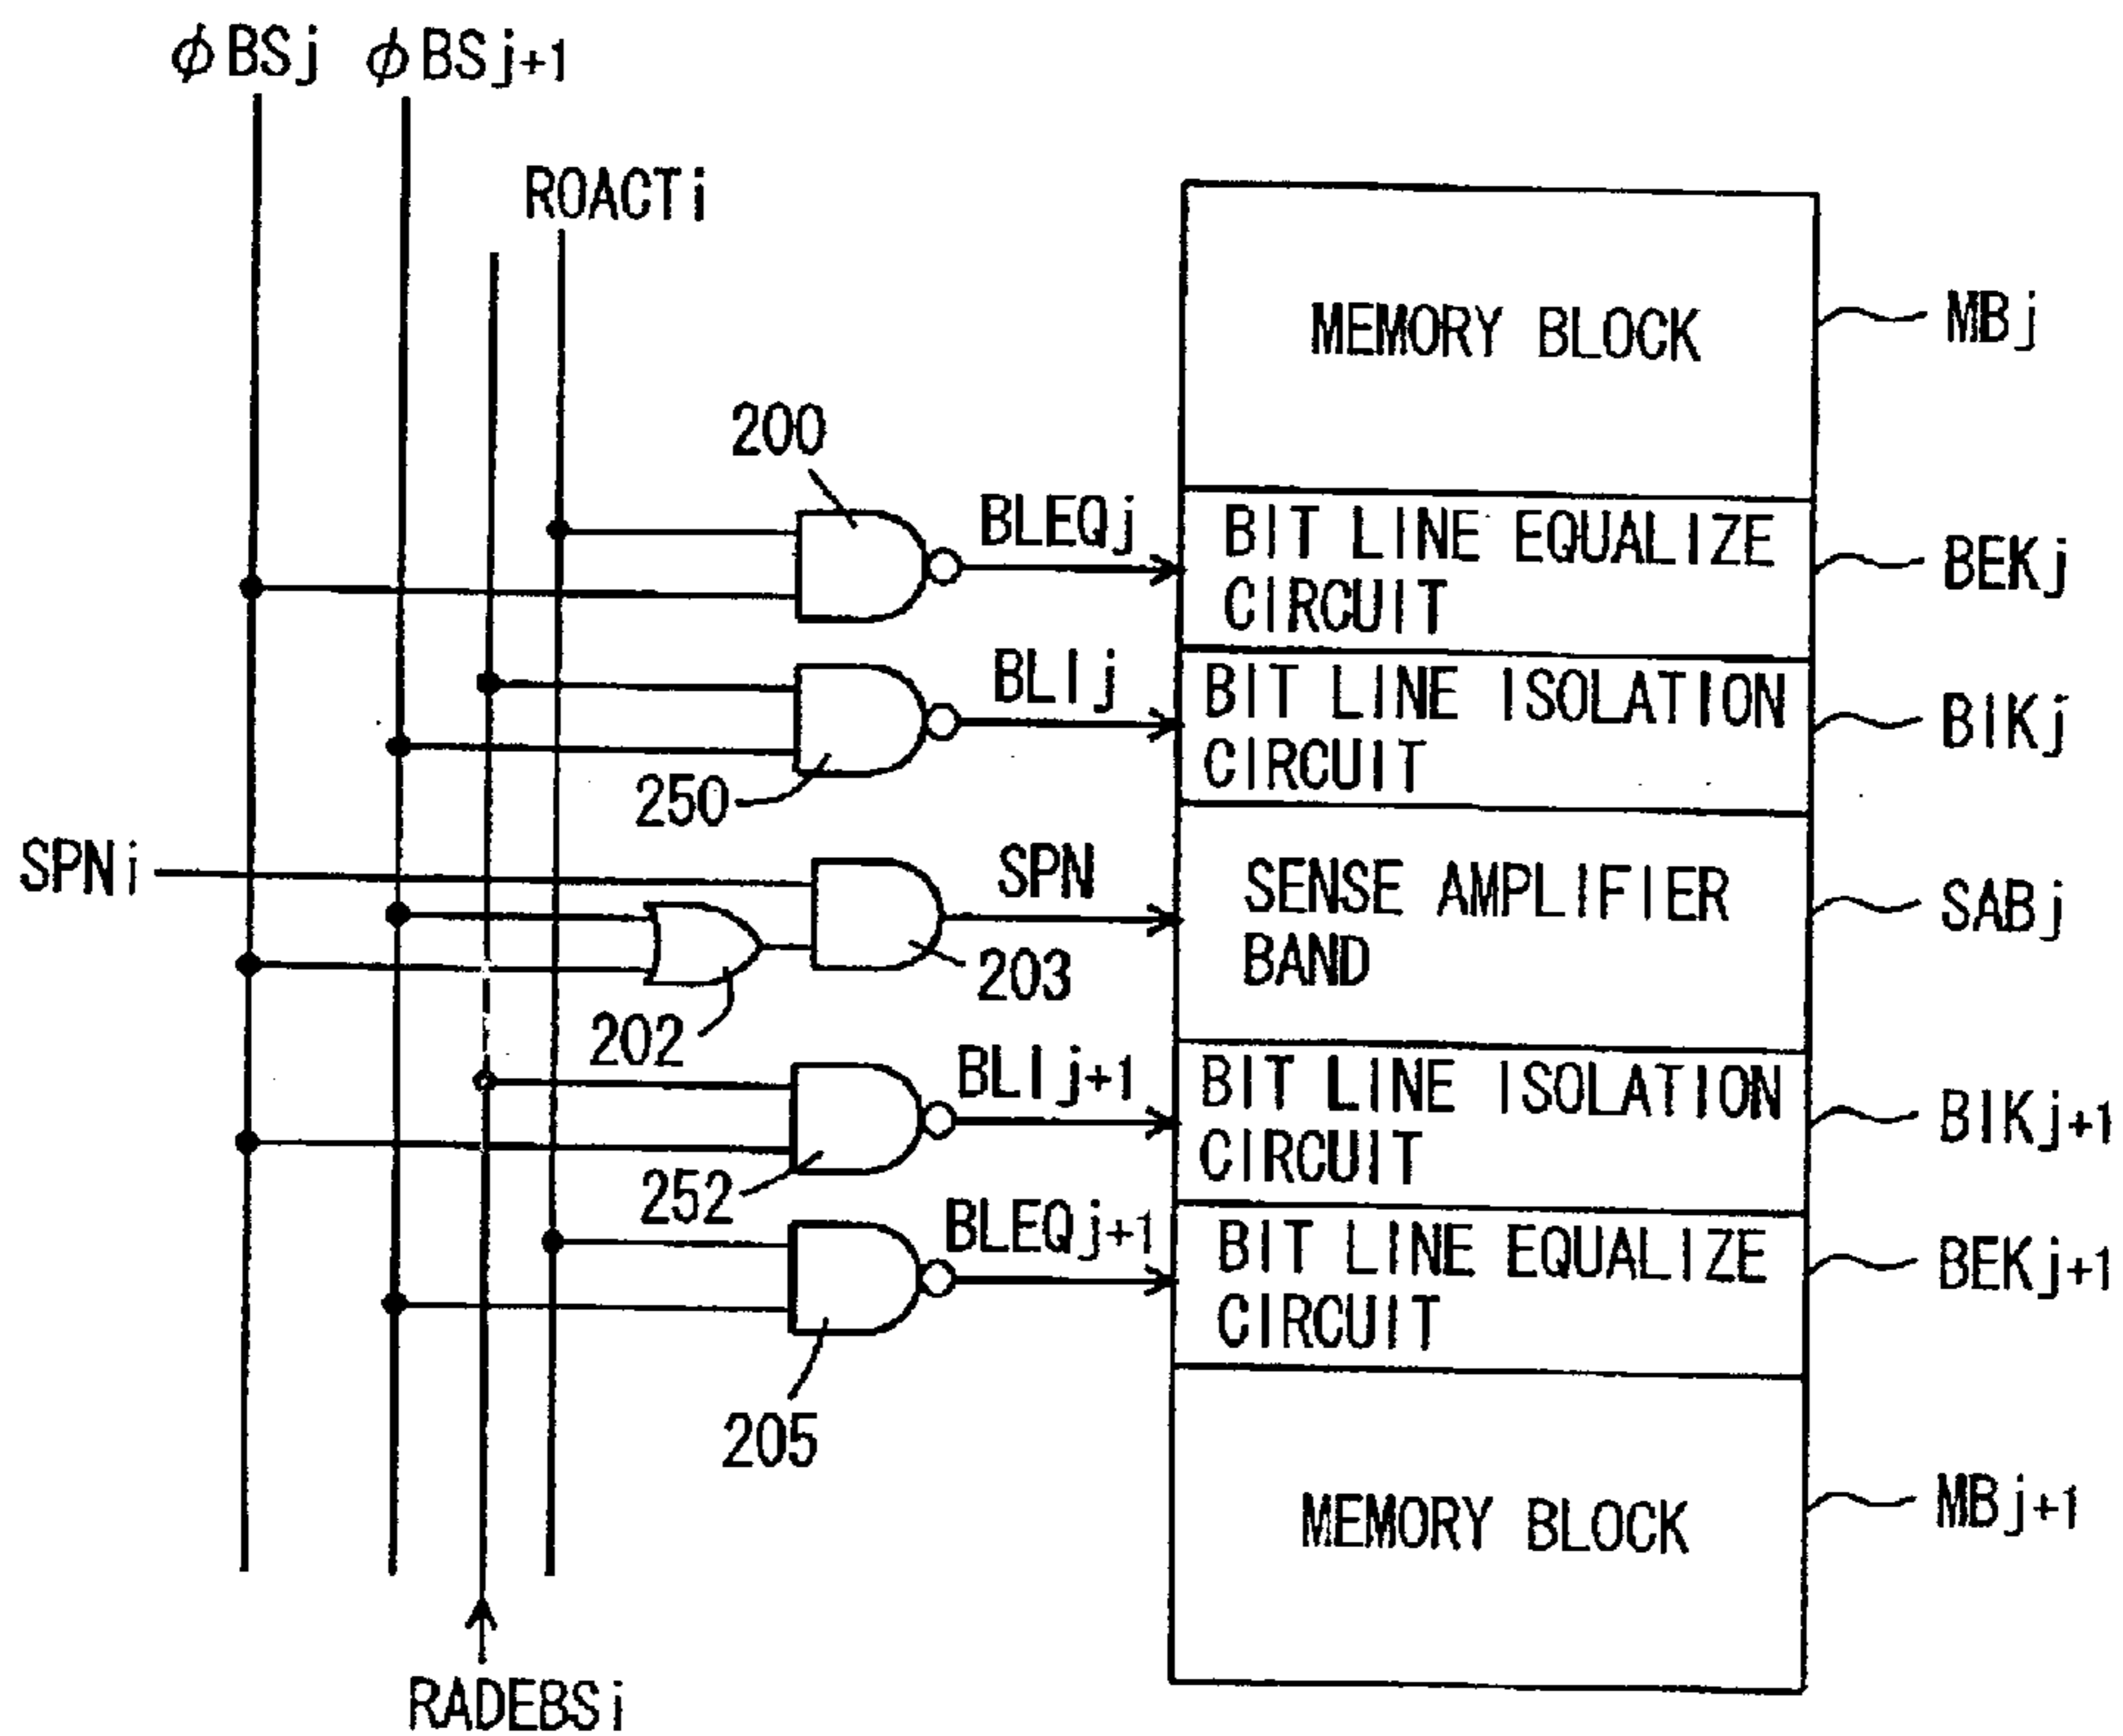 φBSj φBSj+1
ROACTi
MEMORY BLOCK
MBj
200
BLEQj
BIT LINE EQUALIZE
CIRCUIT
BEKj
BLIj
BIT LINE ISOLATION
CIRCUIT
BIKj
250
SPNi
SPN
SENSE AMPLIFIER
BAND
SABj
203
202
BLIj+1
BIT LINE ISOLATION
CIRCUIT
BIKj+1
252
BLEQj+1
BIT LINE EQUALIZE
CIRCUIT
BEKj+1
205
MEMORY BLOCK
MBj+1
RADEBSi